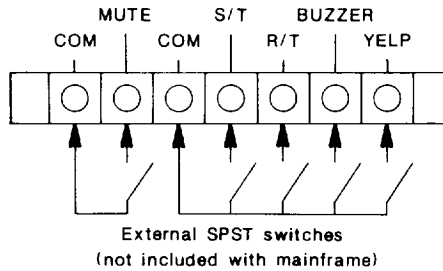 MUTE S/T BUZZER
COM COM R/T YELP
External SPST switches
(not included with mainframe)